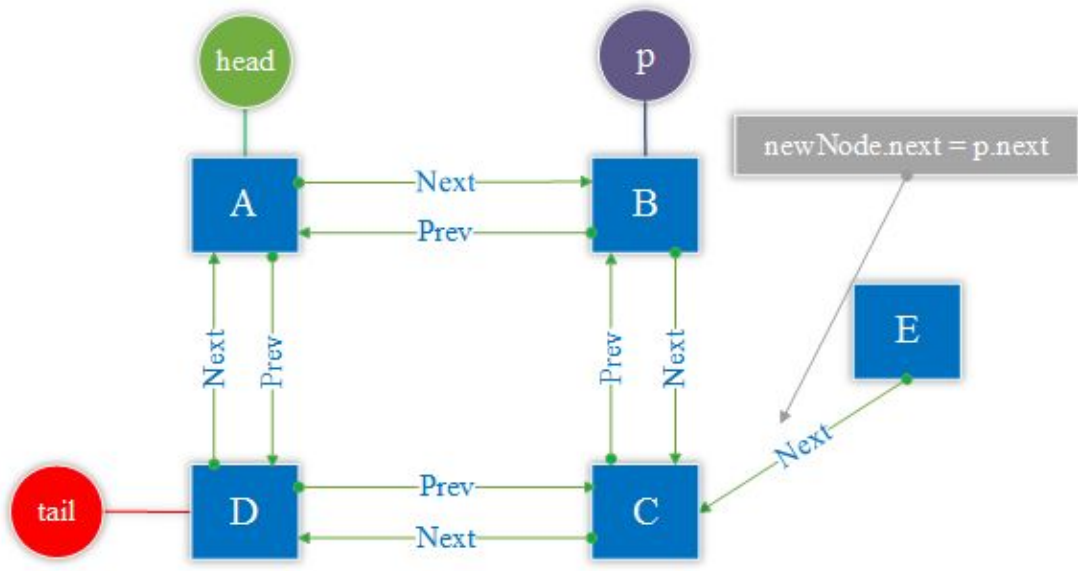 head
p
newNode.next = p.next
A
Next
B
Prev
E
Next
Prev
Prev
Next
Next
tail
D
Prev
C
Next